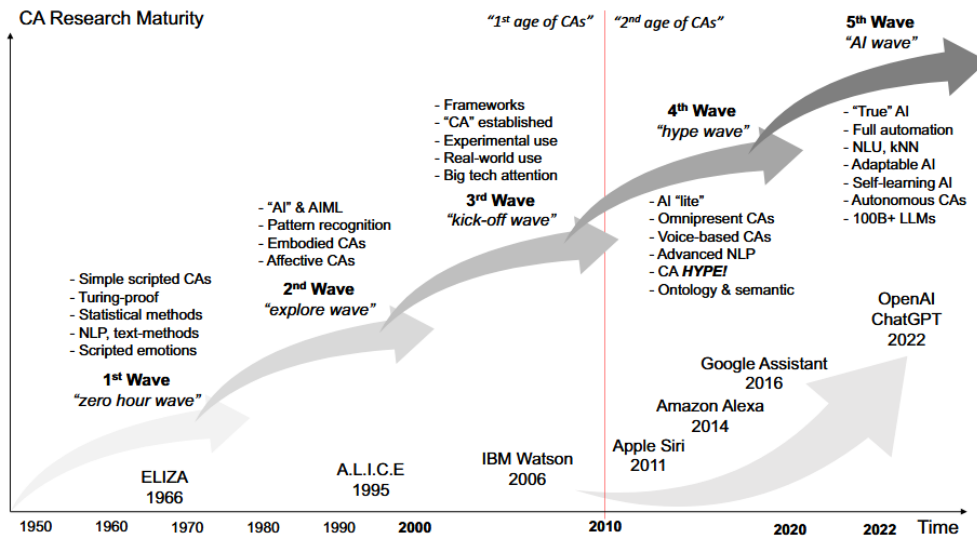 CA Research Maturity
“1st age of CAs”
“2nd age of CAs”
5th Wave
“AI wave”
- “True” AI
- Full automation
- NLU, kNN
- Adaptable AI
- Self-learning AI
- Autonomous CAs
- 100B+ LLMs
4th Wave
“hype wave”
- AI “lite”
- Omnipresent CAs
- Voice-based CAs
- Advanced NLP
- CA HYPE!
- Ontology & semantic
- Frameworks
- “CA” established
- Experimental use
- Real-world use
- Big tech attention
3rd Wave
“kick-off wave”
- “AI” & AIML
- Pattern recognition
- Embodied CAs
- Affective CAs
2nd Wave
“explore wave”
- Simple scripted CAs
- Turing-proof
- Statistical methods
- NLP, text-methods
- Scripted emotions
1st Wave
“zero hour wave”
ELIZA
1966
A.L.I.C.E
1995
IBM Watson
2006
Apple Siri
2011
Amazon Alexa
2014
Google Assistant
2016
OpenAI
ChatGPT
2022
1950 1960 1970 1980 1990 2000 2010 2020 2022 Time